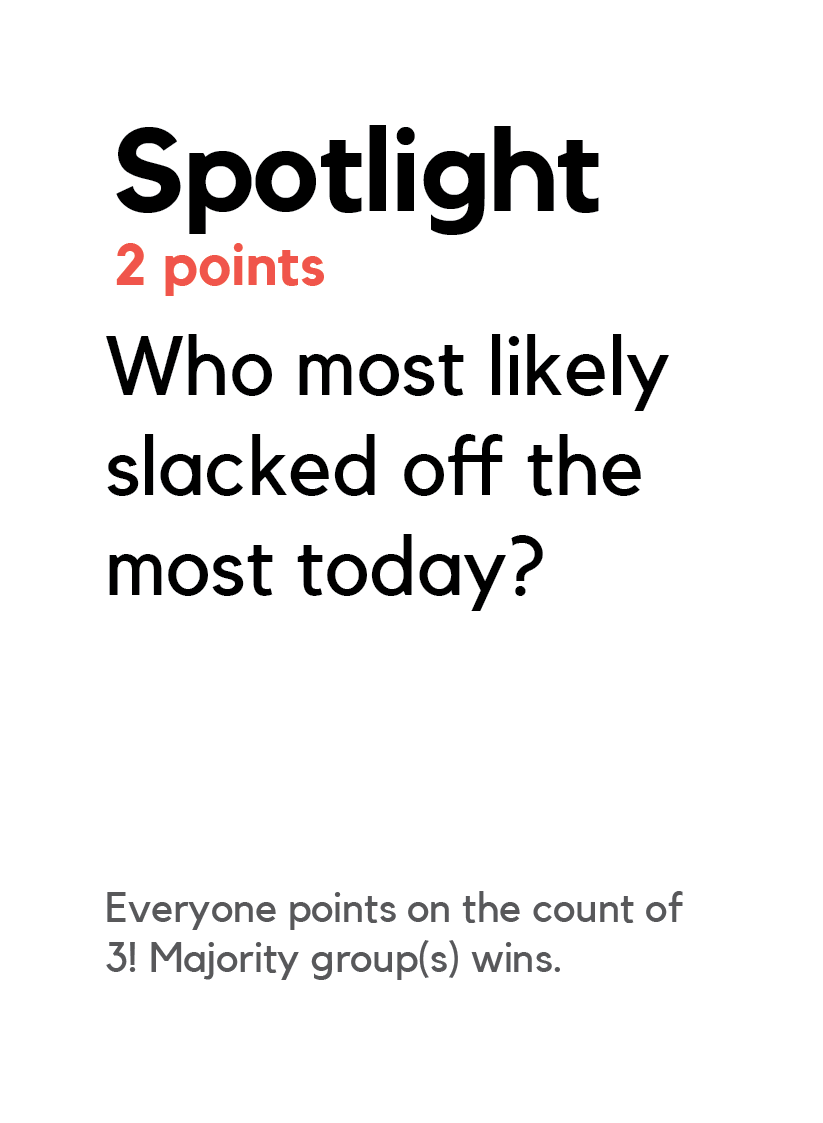 Spotlight
2 points
Who most likely
slacked off the
most today?
Everyone points on the count of
3! Majority group(s) wins.